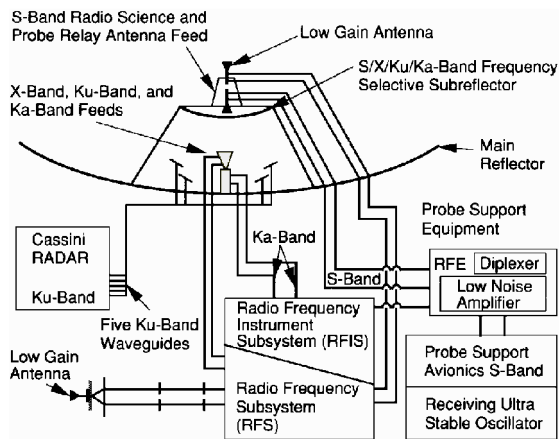 S-Band Radio Science and
Probe Relay Antenna Feed
Low Gain Antenna
S/X/Ku/Ka-Band Frequency
Selective Subreflector
X-Band, Ku-Band, and
Ka-Band Feeds
Main
Reflector
Probe Support
Equipment
Cassini
RADAR
Ku-Band
Ka-Band
S-Band
RFE
Diplexer
Low Noise
Amplifier
Five Ku-Band
Waveguides
Radio Frequency
Instrument
Subsystem (RFIS)
Probe Support
Avionics S-Band
Low Gain
Antenna
Radio Frequency
Subsystem
(RFS)
Receiving Ultra
Stable Oscillator